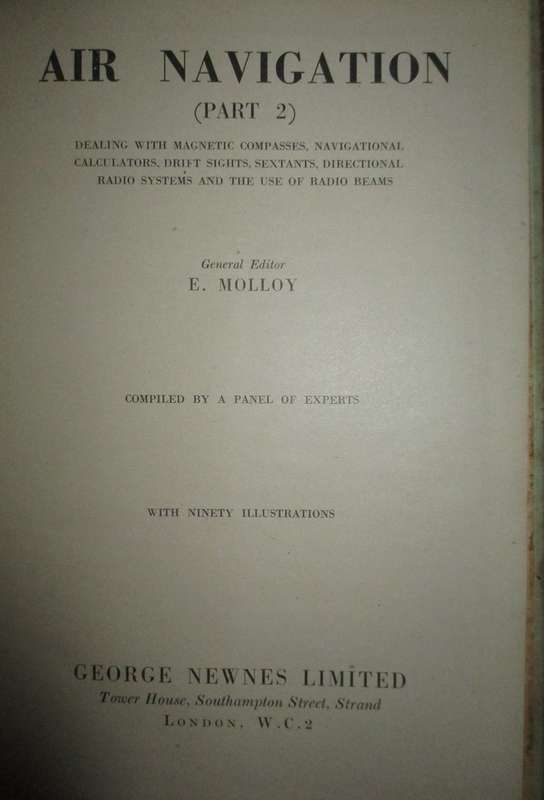 AIR NAVIGATION
(PART 2)
DEALING WITH MAGNETIC COMPASSES, NAVIGATIONAL
CALCULATORS, DRIFT SIGHTS, SEXTANTS, DIRECTIONAL
RADIO SYSTEMS AND THE USE OF RADIO BEAMS
General Editor
E. MOLLOY
COMPILED BY A PANEL OF EXPERTS
WITH NINETY ILLUSTRATIONS
GEORGE NEWNES LIMITED
Tower House, Southampton Street, Strand
LONDON, W.C.2